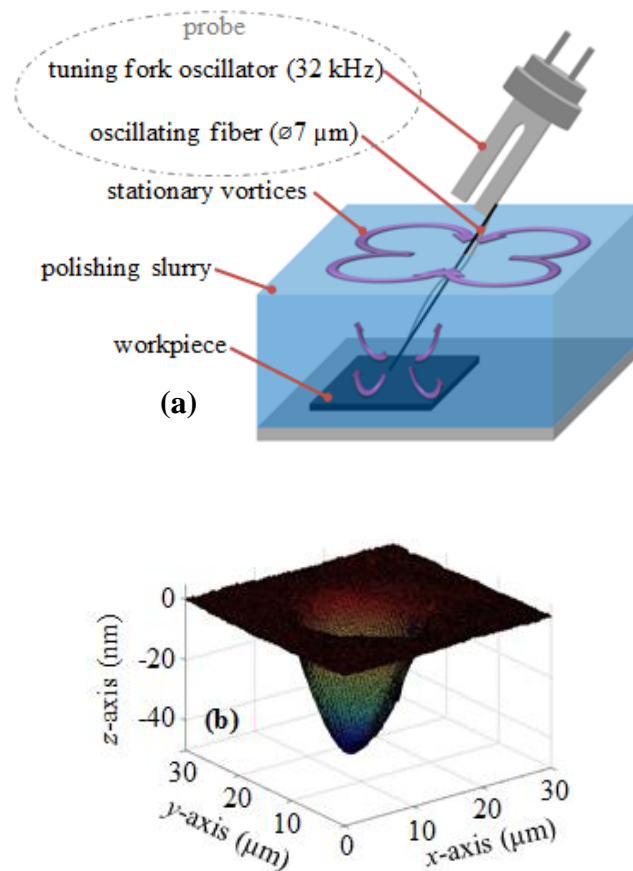 probe
tuning fork oscillator (32 kHz)
oscillating fiber (⌀7 µm)
stationary vortices
polishing slurry
workpiece
(a)
0
-20
-40
z-axis (nm)
(b)
30
20
10
y-axis (µm)
0
10
20
30
x-axis (µm)